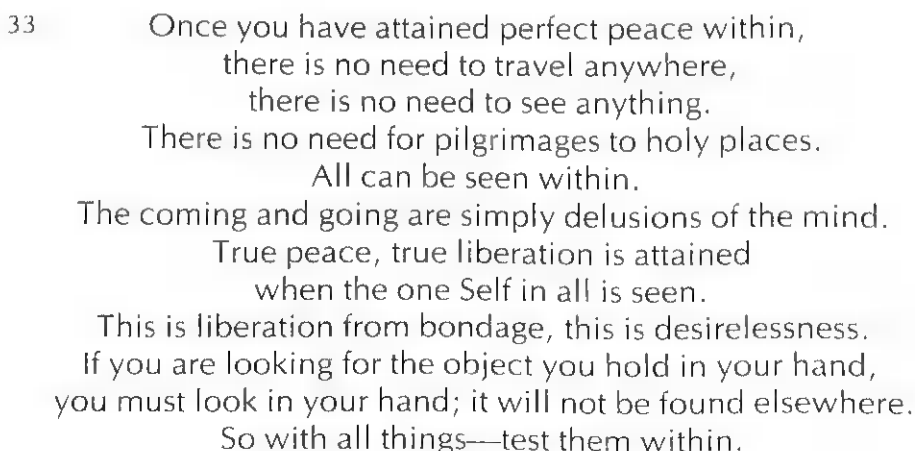 33 Once you have attained perfect peace within,
there is no need to travel anywhere,
there is no need to see anything.
There is no need for pilgrimages to holy places.
All can be seen within.
The coming and going are simply delusions of the mind.
True peace, true liberation is attained
when the one Self in all is seen.
This is liberation from bondage, this is desirelessness.
If you are looking for the object you hold in your hand,
you must look in your hand; it will not be found elsewhere.
So with all things—test them within.